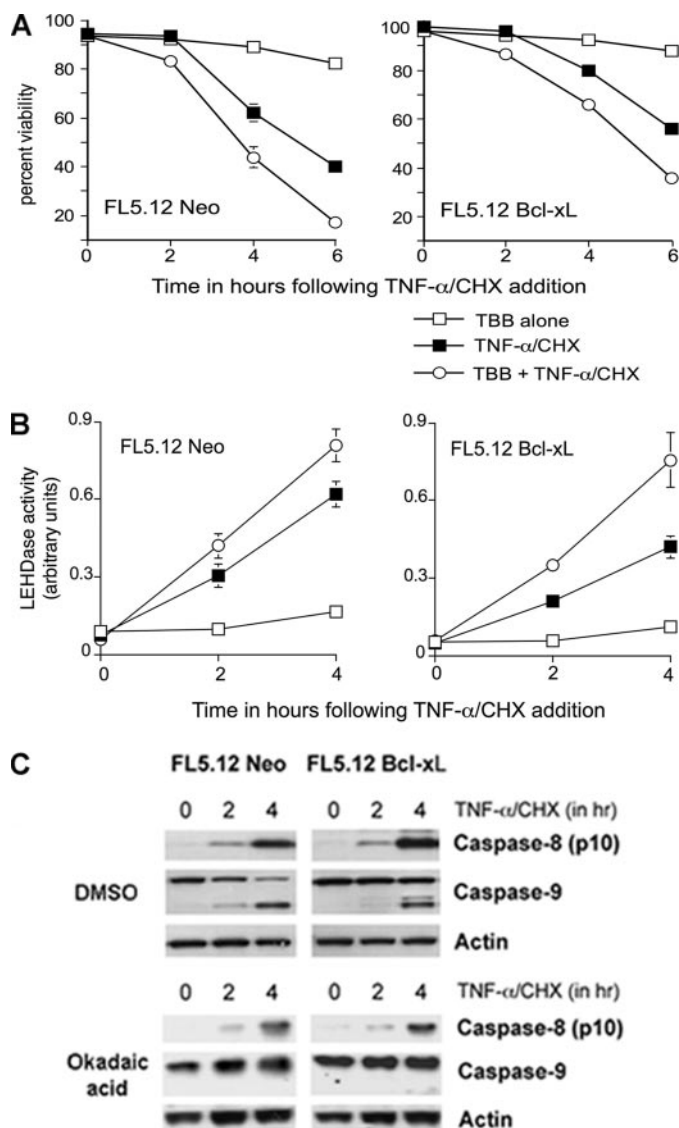 A
percent viability
100
80
60
40
20
0 2 4 6
FL5.12 Neo
100
80
60
40
20
0 2 4 6
FL5.12 Bcl-xL
Time in hours following TNF-α/CHX addition
TBB alone
TNF-α/CHX
TBB + TNF-α/CHX
B
LEHDase activity
(arbitrary units)
0.9
0.6
0.3
0
0 2 4
FL5.12 Neo
0.9
0.6
0.3
0
0 2 4
FL5.12 Bcl-xL
Time in hours following TNF-α/CHX addition
C
FL5.12 Neo FL5.12 Bcl-xL
0 2 4 0 2 4 TNF-α/CHX (in hr)
Caspase-8 (p10)
DMSO Caspase-9
Actin
0 2 4 0 2 4 TNF-α/CHX (in hr)
Caspase-8 (p10)
Okadaic
acid
Caspase-9
Actin